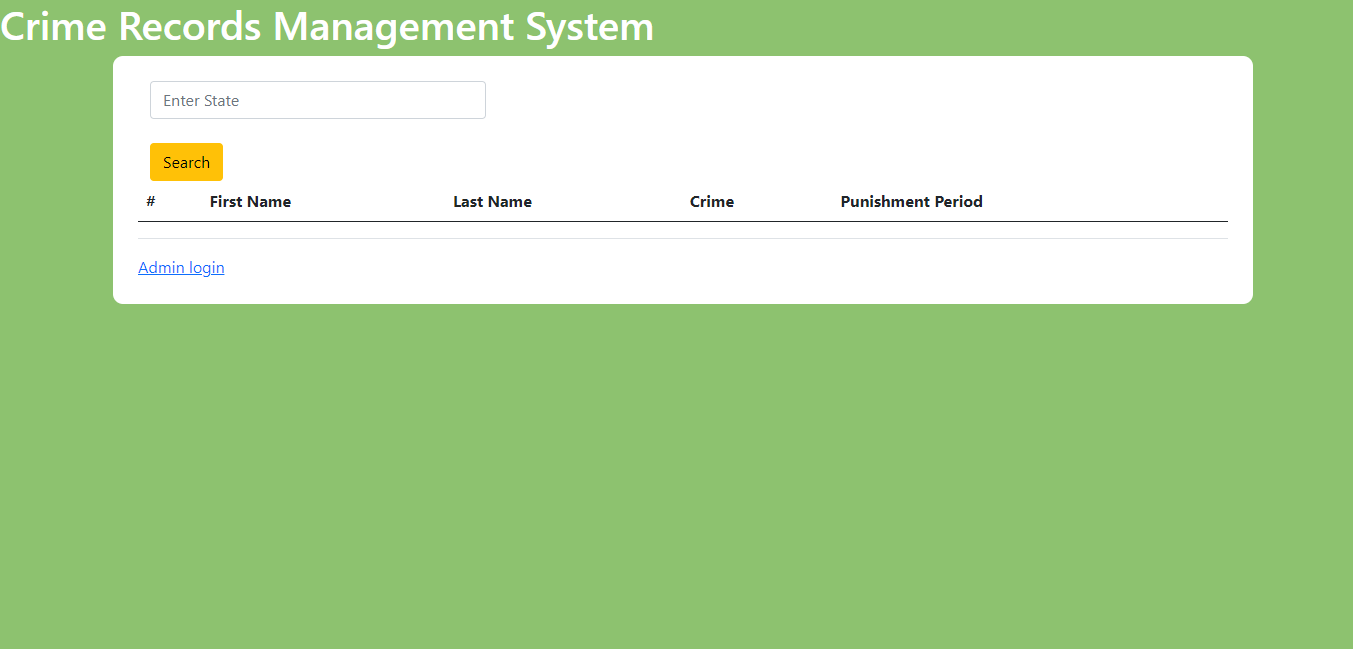 Crime Records Management System
Enter State
Search
# First Name Last Name Crime Punishment Period
Admin login